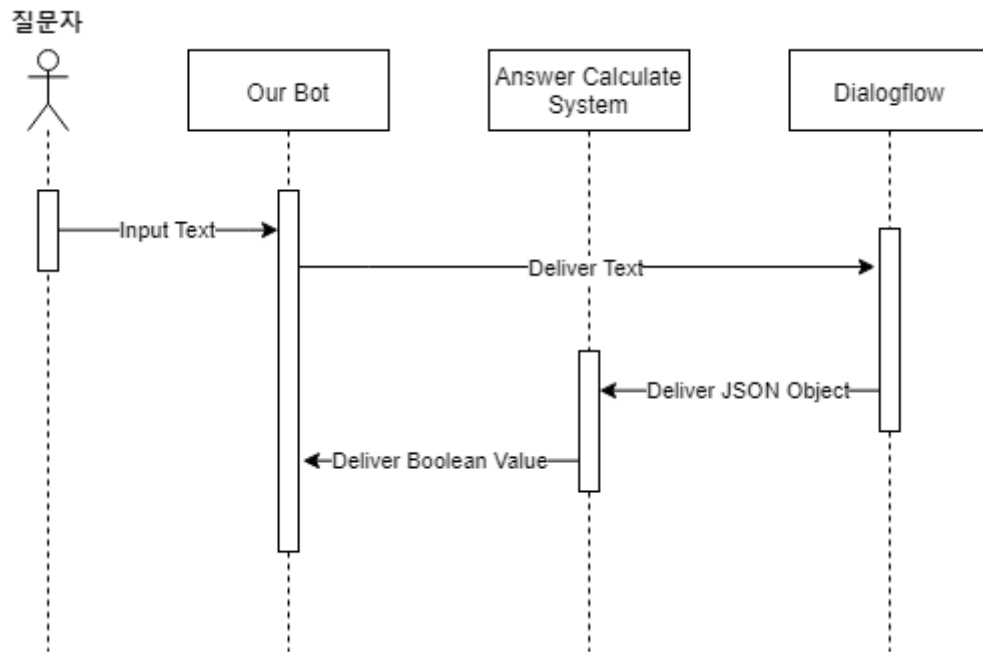 질문자
Our Bot
Answer Calculate
System
Dialogflow
Input Text
Deliver Text
Deliver JSON Object
Deliver Boolean Value